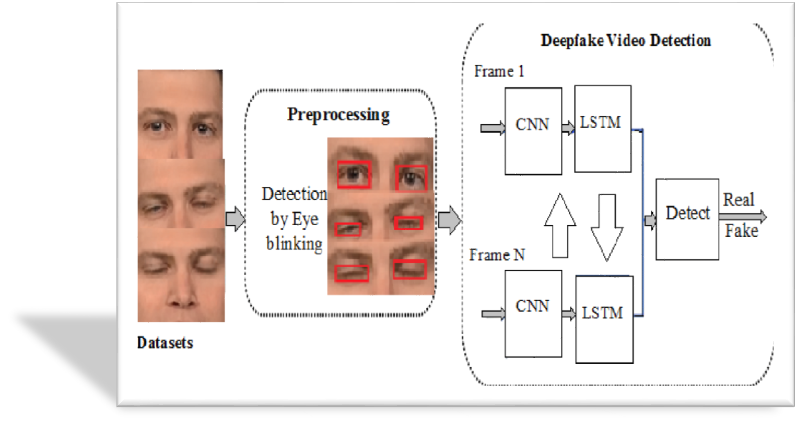 Deepfake Video Detection
Preprocessing
Detection
by Eye
blinking
Datasets
Frame 1
CNN
LSTM
Frame N
CNN
LSTM
Detect
Real
Fake